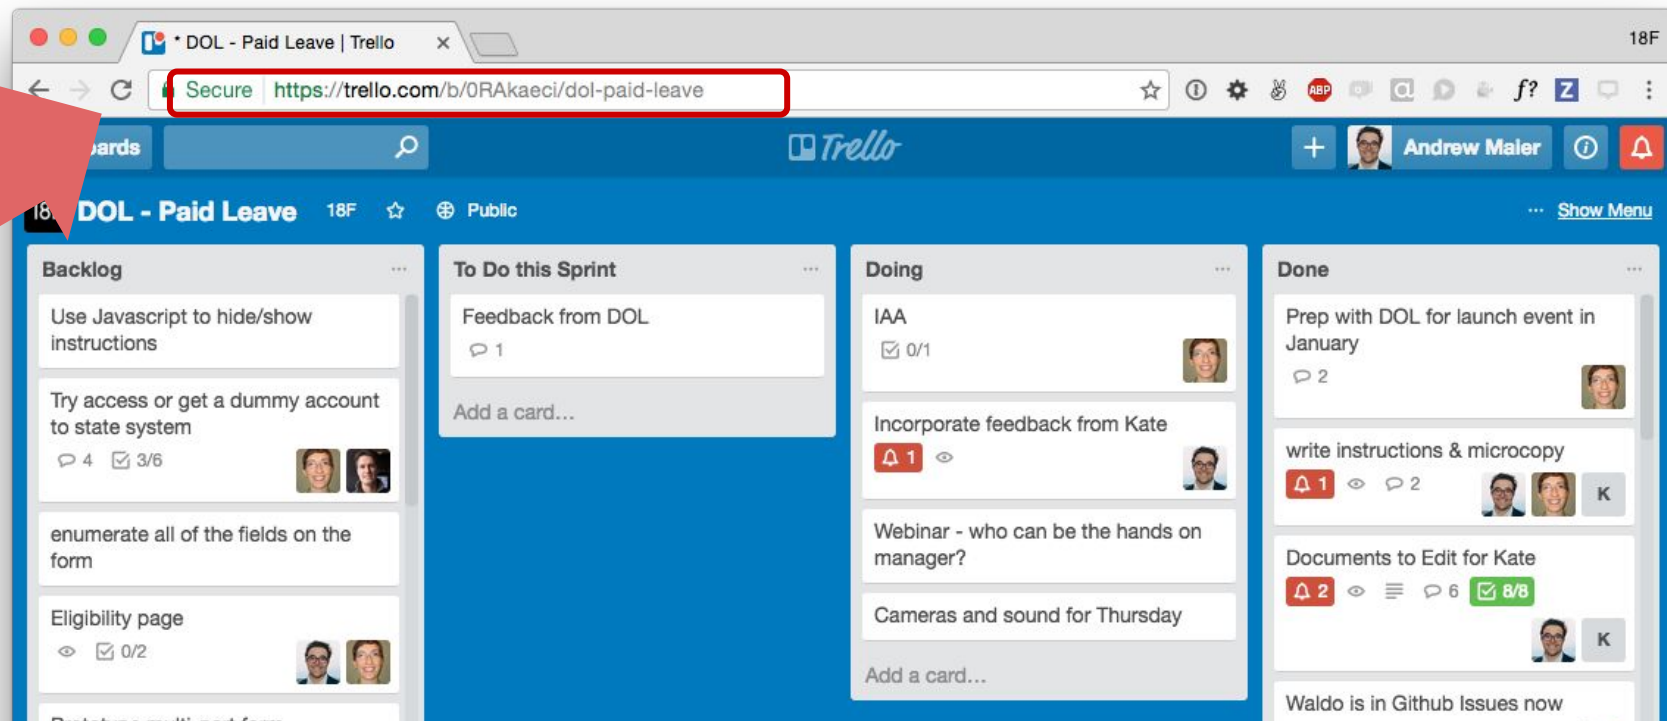 * DOL - Paid Leave | Trello
18F
Secure https://trello.com/b/0RAkaeci/dol-paid-leave
ABP
f?
Z
Trello
Andrew Maier
DOL - Paid Leave 18F Public
Show Menu
Backlog
Use Javascript to hide/show
instructions
Try access or get a dummy account
to state system
4 3/6
enumerate all of the fields on the
form
Eligibility page
0/2
To Do this Sprint
Feedback from DOL
1
Add a card...
Doing
IAA
0/1
Incorporate feedback from Kate
1
Webinar - who can be the hands on
manager?
Cameras and sound for Thursday
Add a card...
Done
Prep with DOL for launch event in
January
2
write instructions & microcopy
1 2
K
Documents to Edit for Kate
2 6 8/8
K
Waldo is in Github Issues now